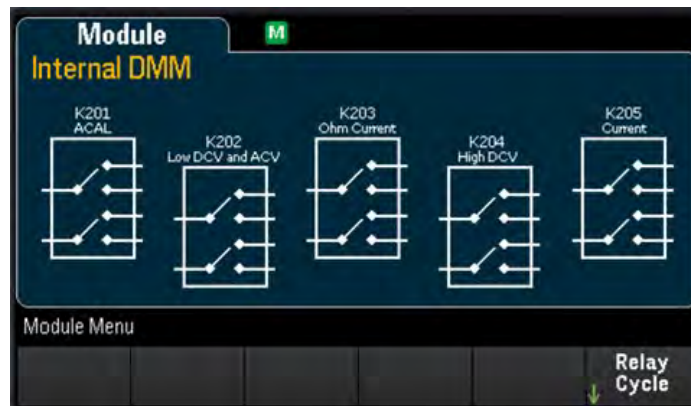 Module
M
Internal DMM
K201
ACAL
K202
Low DCV and ACV
K203
Ohm Current
K204
High DCV
K205
Current
Module Menu
Relay
Cycle